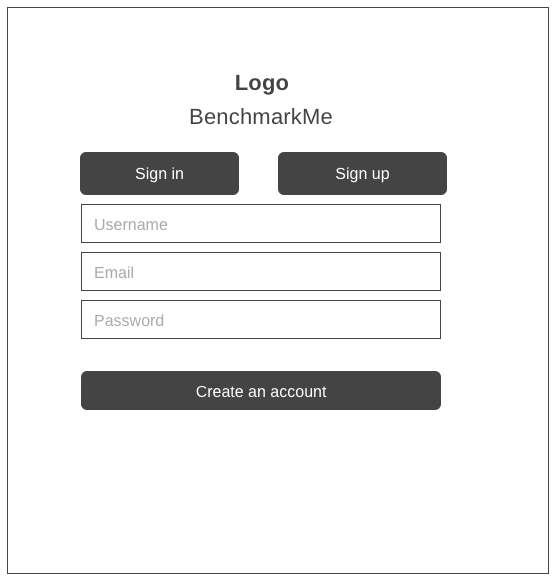 Logo
BenchmarkMe
Sign in
Sign up
Username
Email
Password
Create an account